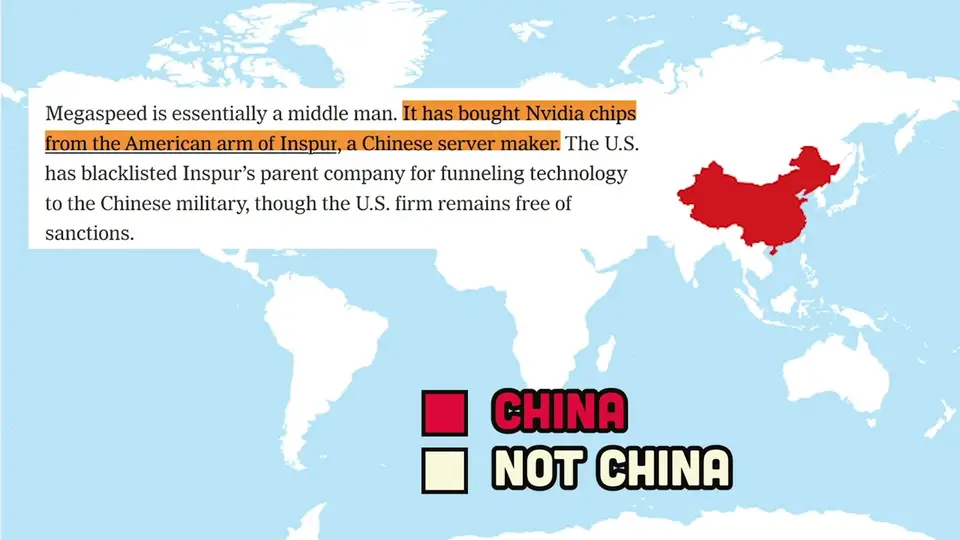 Megaspeed is essentially a middle man. It has bought Nvidia chips
from the American arm of Inspur, a Chinese server maker. The U.S.
has blacklisted Inspur's parent company for funneling technology
to the Chinese military, though the U.S. firm remains free of
sanctions.
CHINA
NOT CHINA